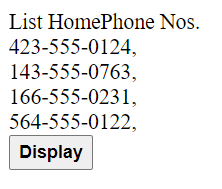 List HomePhone Nos.
423-555-0124,
143-555-0763,
166-555-0231,
564-555-0122,
Display